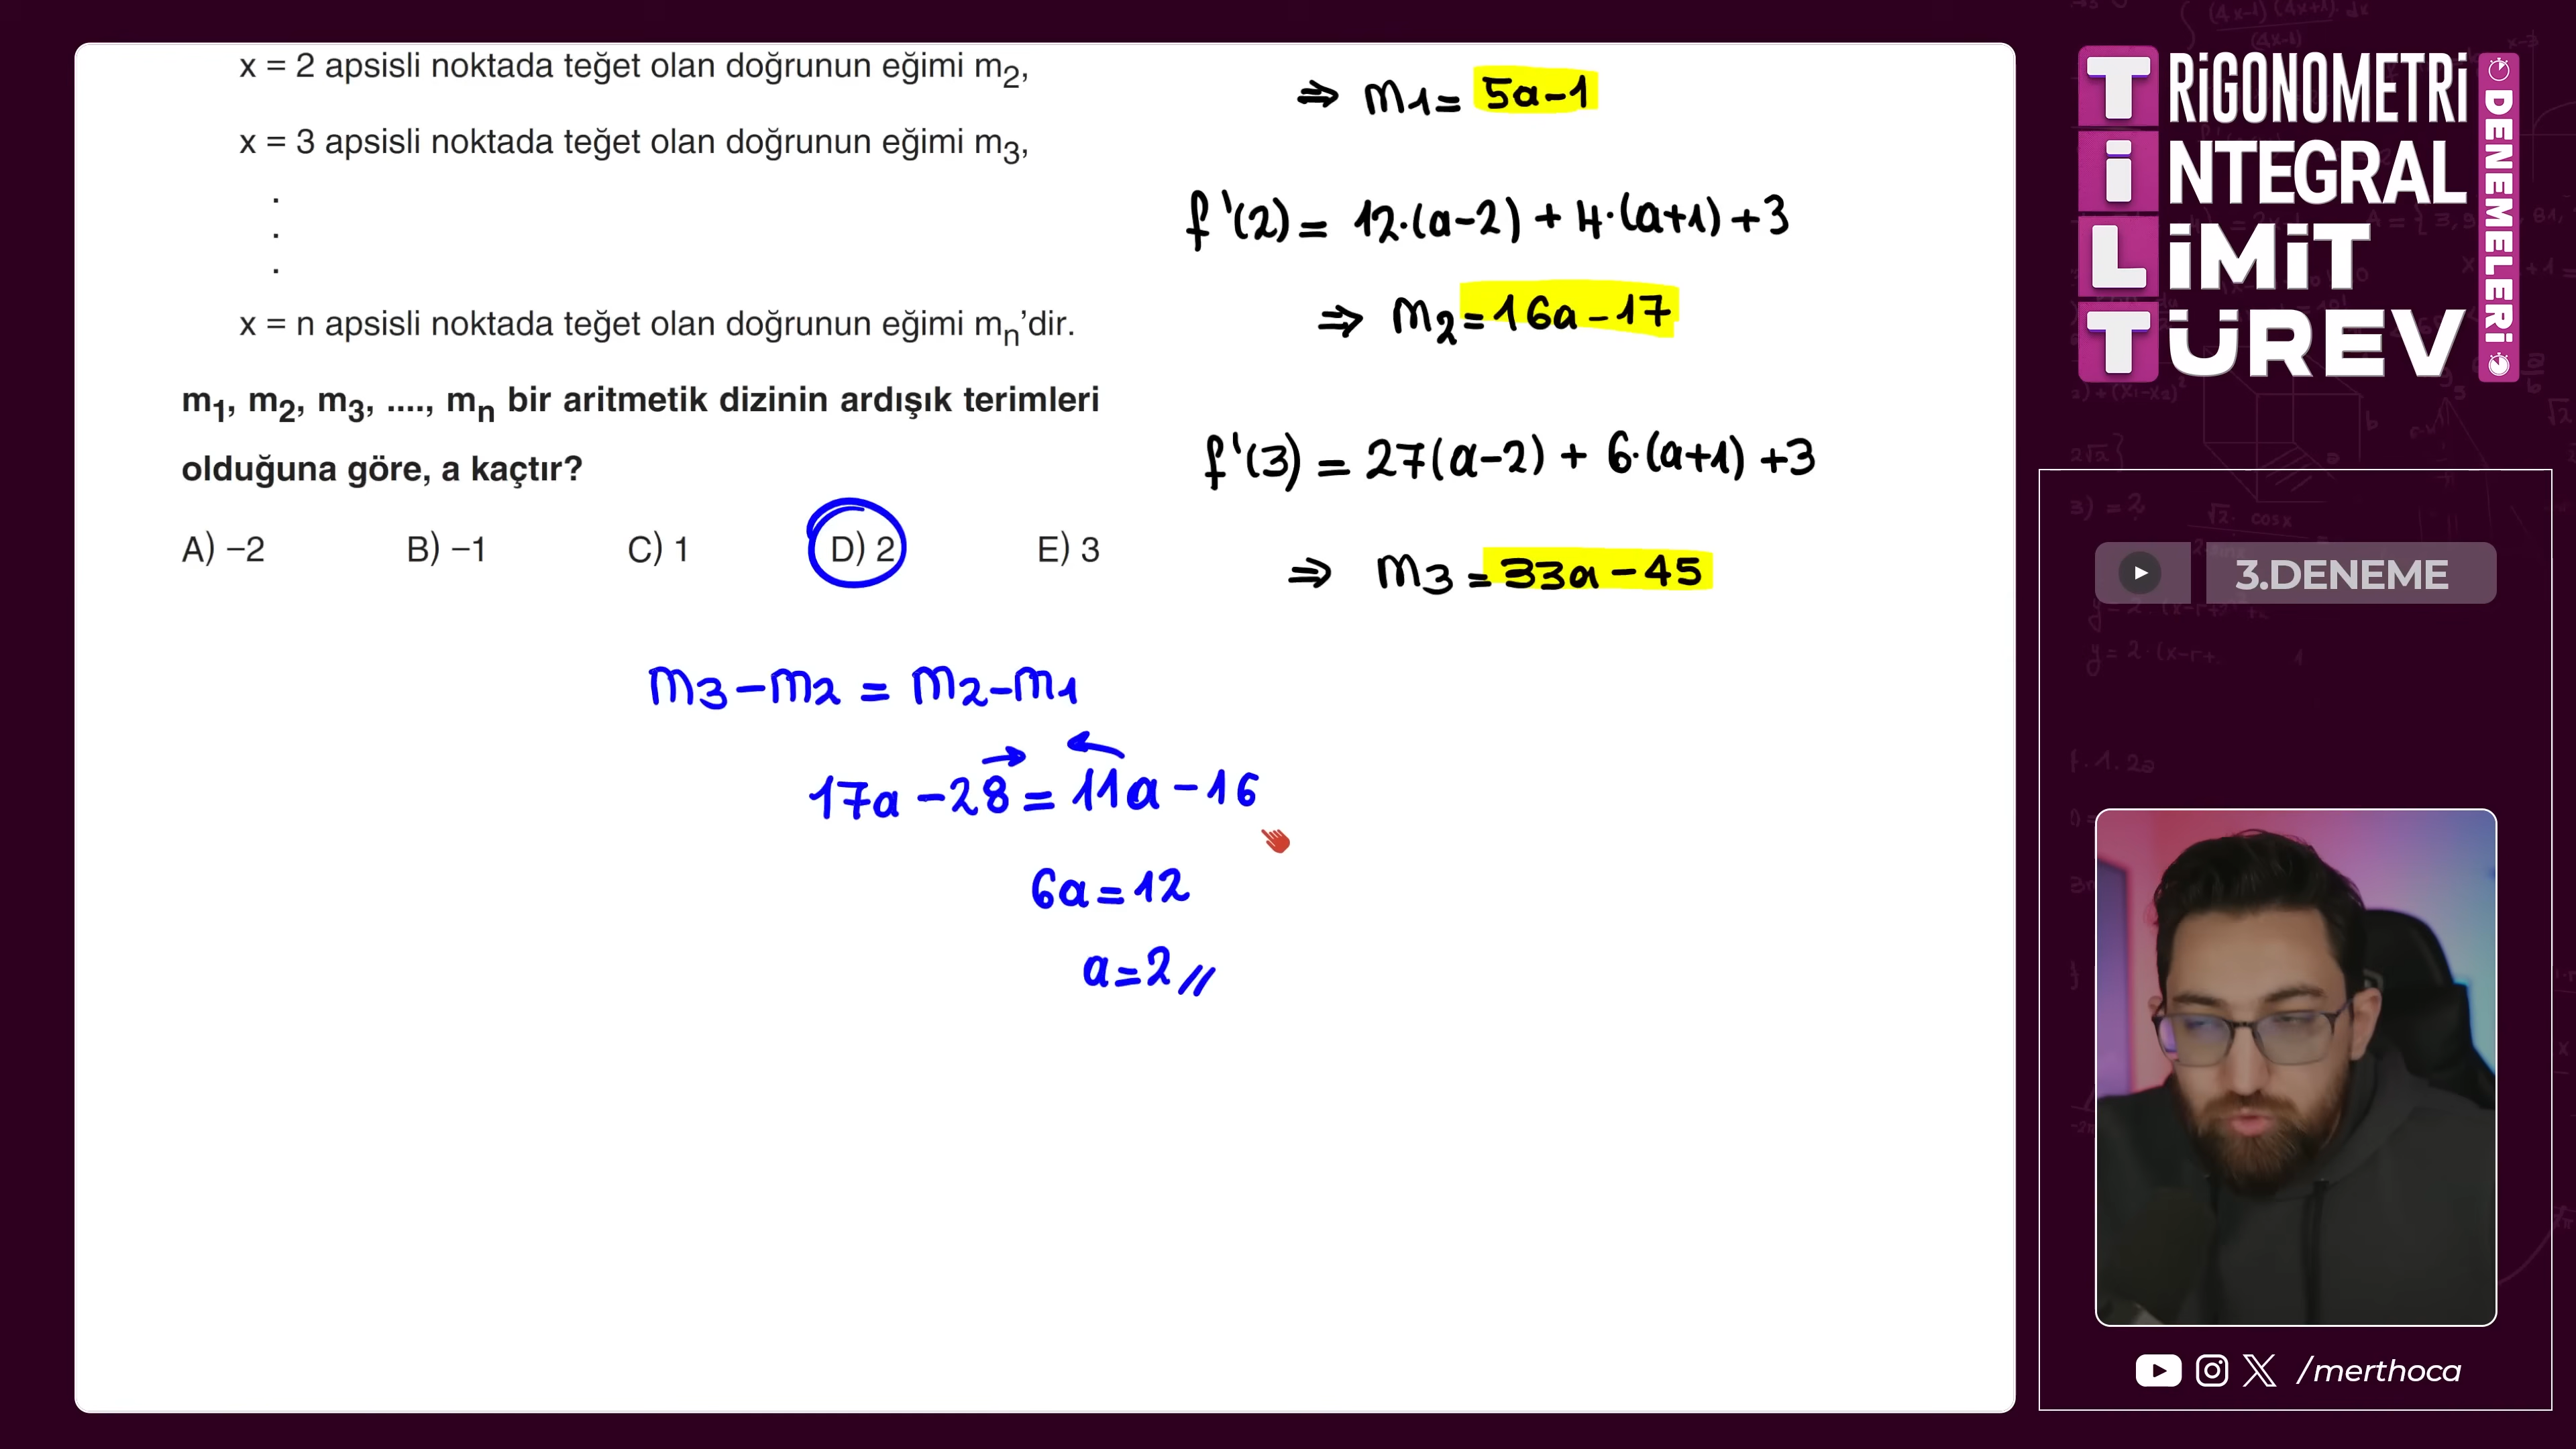 x = 2 apsisli noktada teğet olan doğrunun eğimi m₂,
x = 3 apsisli noktada teğet olan doğrunun eğimi m₃,
.
.
.
x = n apsisli noktada teğet olan doğrunun eğimi mₙ’dir.
m₁, m₂, m₃, ...., mₙ bir aritmetik dizinin ardışık terimleri
olduğuna göre, a kaçtır?
A) –2 B) –1 C) 1 D) 2 E) 3
⇒ m1 = 5a-1
f'(2) = 12·(a-2) + 4·(a+1) + 3
⇒ m2 = 16a - 17
f'(3) = 27(a-2) + 6·(a+1) + 3
⇒ m3 = 33a - 45
m3 - m2 = m2 - m1
17a - 28 = 11a - 16
6a = 12
a = 2 //
TRİGONOMETRİ
İNTEGRAL
LİMİT
TÜREV
DENEMELERİ
3.DENEME
/merthoca